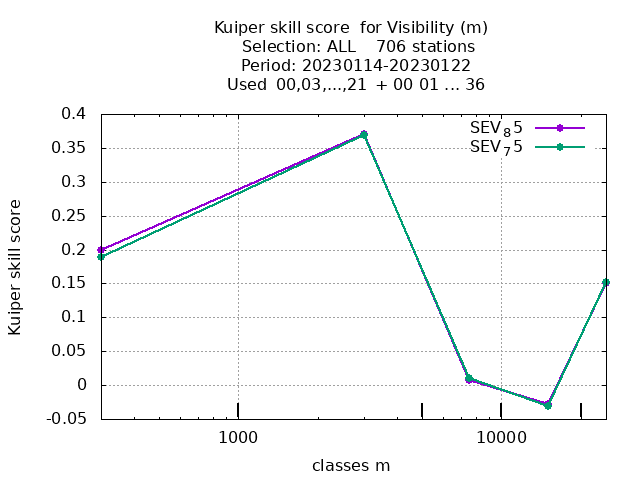 Kuiper skill score  for Visibility (m)
Selection: ALL    706 stations
Period: 20230114-20230122
Used  00,03,...,21  + 00 01 ... 36
SEV₈5
SEV₇5
0.4
0.35
0.3
0.25
0.2
0.15
0.1
0.05
0
-0.05
Kuiper skill score
1000
10000
classes m